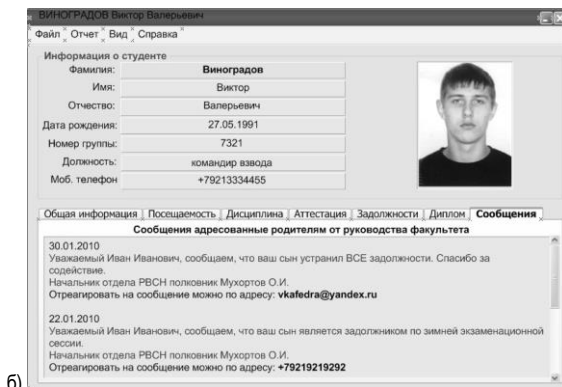 ВИНОГРАДОВ Виктор Валерьевич
Файл Отчет Вид Справка
Информация о студенте
Фамилия: Виноградов
Имя: Виктор
Отчество: Валерьевич
Дата рождения: 27.05.1991
Номер группы: 7321
Должность: командир взвода
Моб. телефон +79213334455
Общая информация Посещаемость Дисциплина Аттестация Задолжности Диплом Сообщения
Сообщения адресованные родителям от руководства факультета
30.01.2010
Уважаемый Иван Иванович, сообщаем, что ваш сын устранил ВСЕ задолжности. Спасибо за
содействие.
Начальник отдела РВСН полковник Мухортов О.И.
Отреагировать на сообщение можно по адресу: vkafedra@yandex.ru
22.01.2010
Уважаемый Иван Иванович, сообщаем, что ваш сын является задолжником по зимней экзаменационной
сессии.
Начальник отдела РВСН полковник Мухортов О.И.
Отреагировать на сообщение можно по адресу: +79219219292
б)